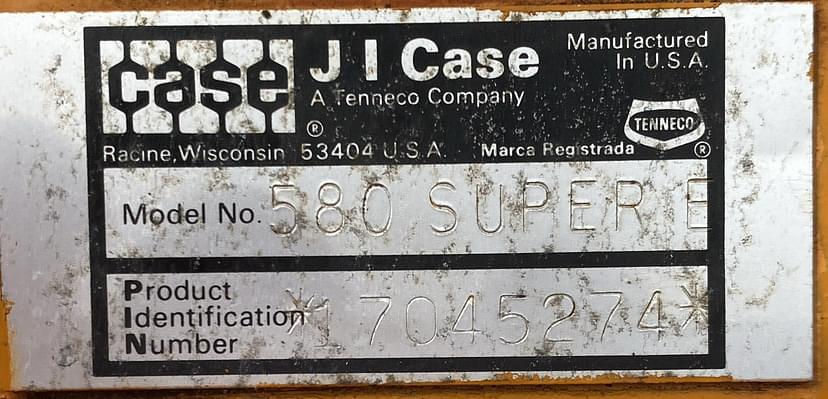 case
J I Case
A Tenneco Company
Manufactured
In U.S.A.
TENNECO
®
®
Racine, Wisconsin 53404 U.S.A.
Marca Registrada
Model No. 580 SUPER E
Product
Identification
Number
*17045274*